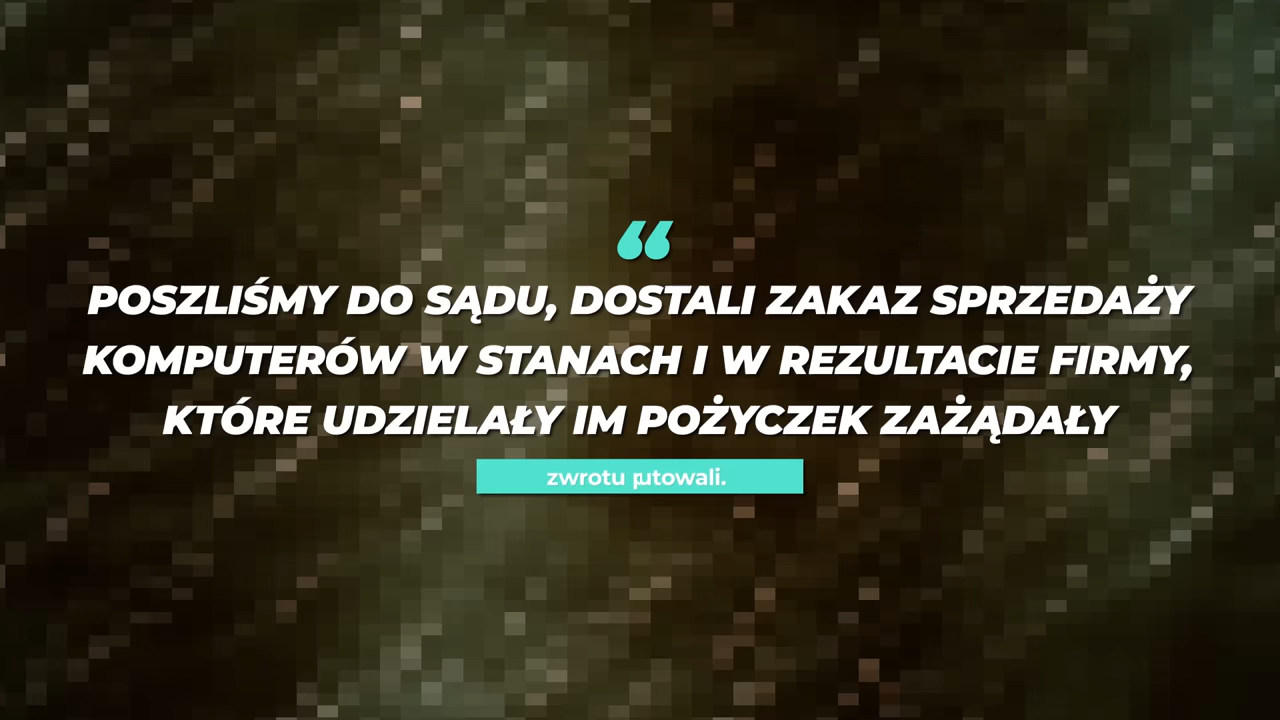 “
POSZLIŚMY DO SĄDU, DOSTALI ZAKAZ SPRZEDAŻY
KOMPUTERÓW W STANACH I W REZULTACIE FIRMY,
KTÓRE UDZIELAŁY IM POŻYCZEK ZAŻĄDAŁY
zwrotu